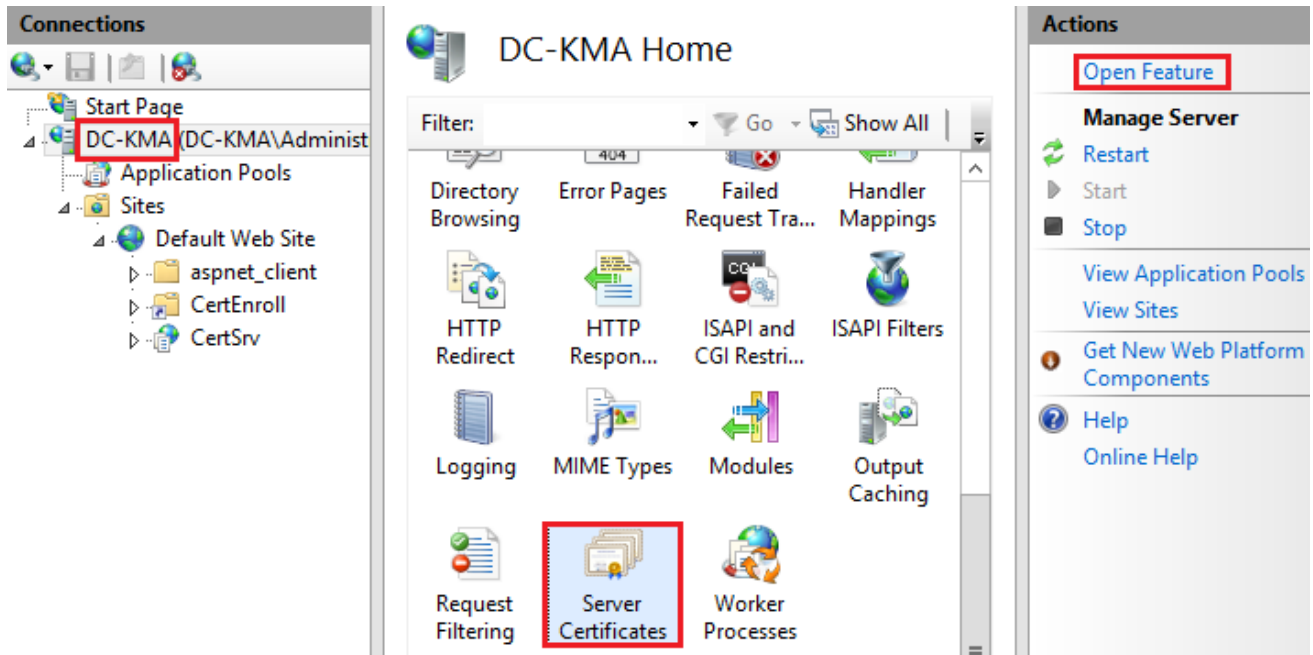 Connections
Start Page
DC-KMA (DC-KMA\Administ
Application Pools
Sites
Default Web Site
aspnet_client
CertEnroll
CertSrv
DC-KMA Home
Filter:
Go
Show All
404
Directory
Browsing
Error Pages
Failed
Request Tra...
Handler
Mappings
HTTP
Redirect
HTTP
Respon...
CGI
ISAPI and
CGI Restri...
ISAPI Filters
Logging
MIME Types
Modules
Output
Caching
Request
Filtering
Server
Certificates
Worker
Processes
Actions
Open Feature
Manage Server
Restart
Start
Stop
View Application Pools
View Sites
Get New Web Platform
Components
Help
Online Help